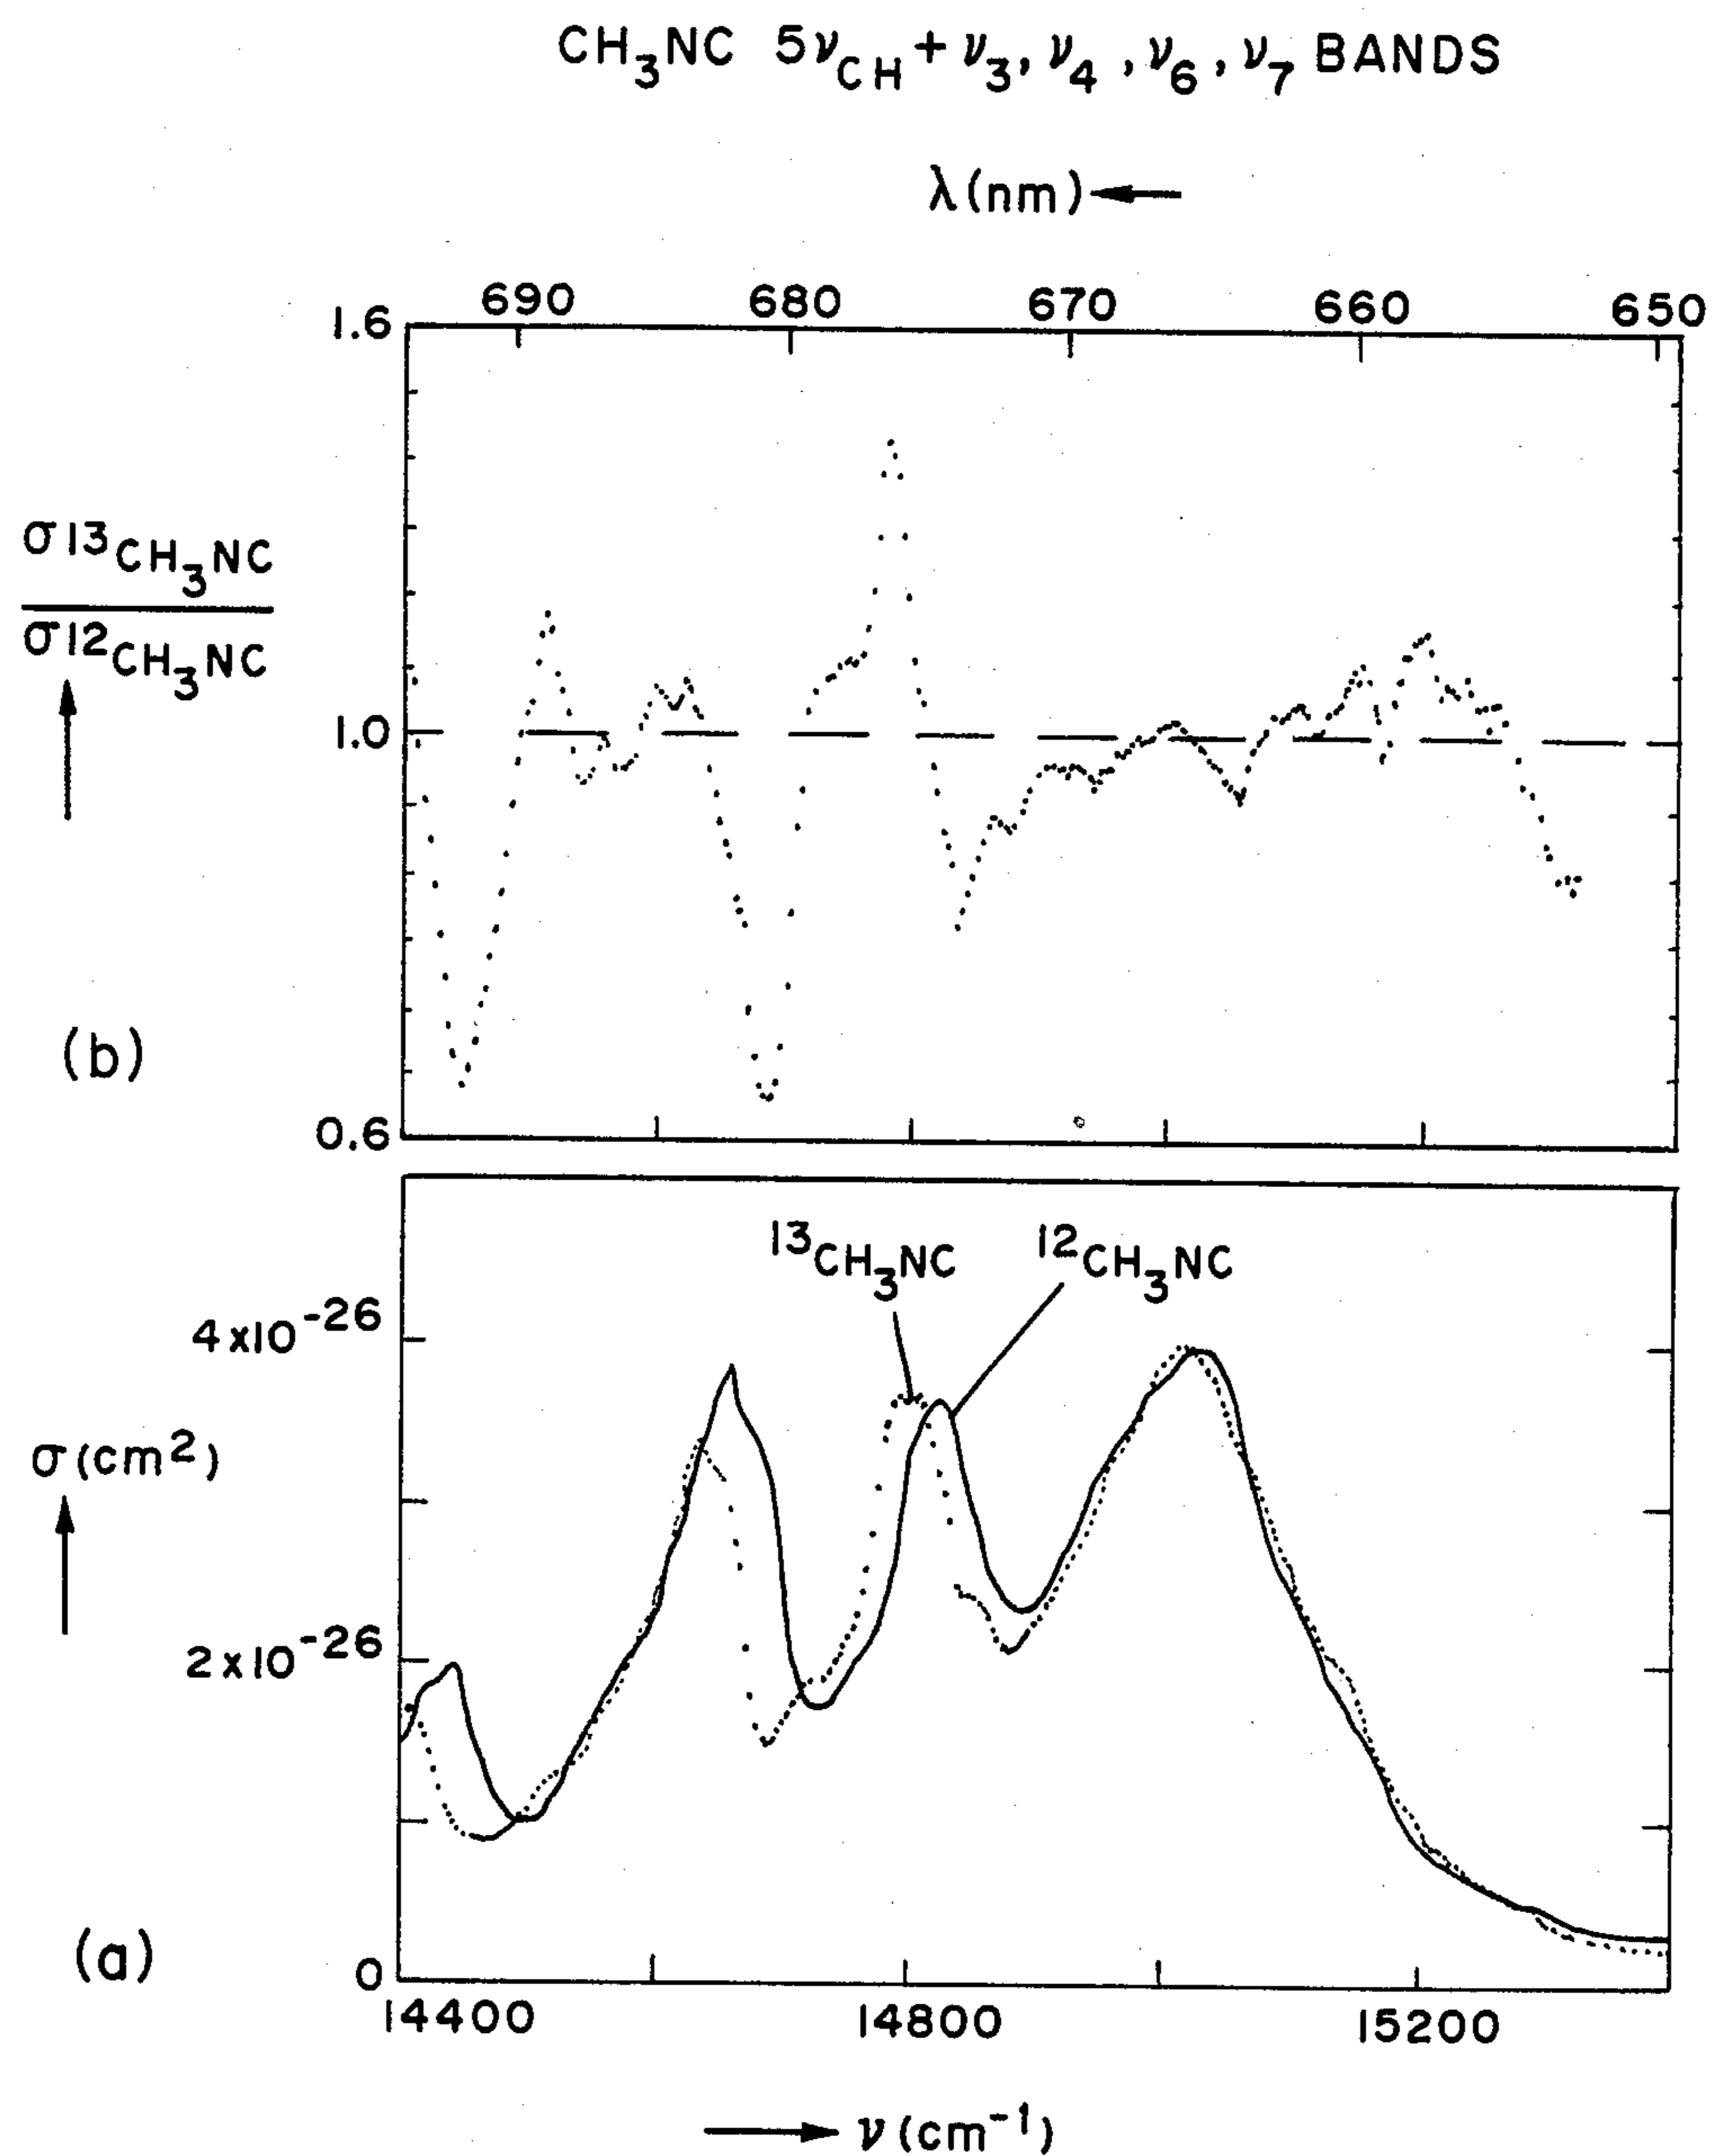 CH₃NC 5ν_CH + ν₃, ν₄, ν₆, ν₇ BANDS
λ(nm) ←
690 680 670 660 650
1.6
σ13CH₃NC
σ12CH₃NC
1.0
(b)
0.6
¹³CH₃NC ¹²CH₃NC
4x10⁻²⁶
σ(cm²)
2x10⁻²⁶
(a)
0
14400 14800 15200
→ ν(cm⁻¹)